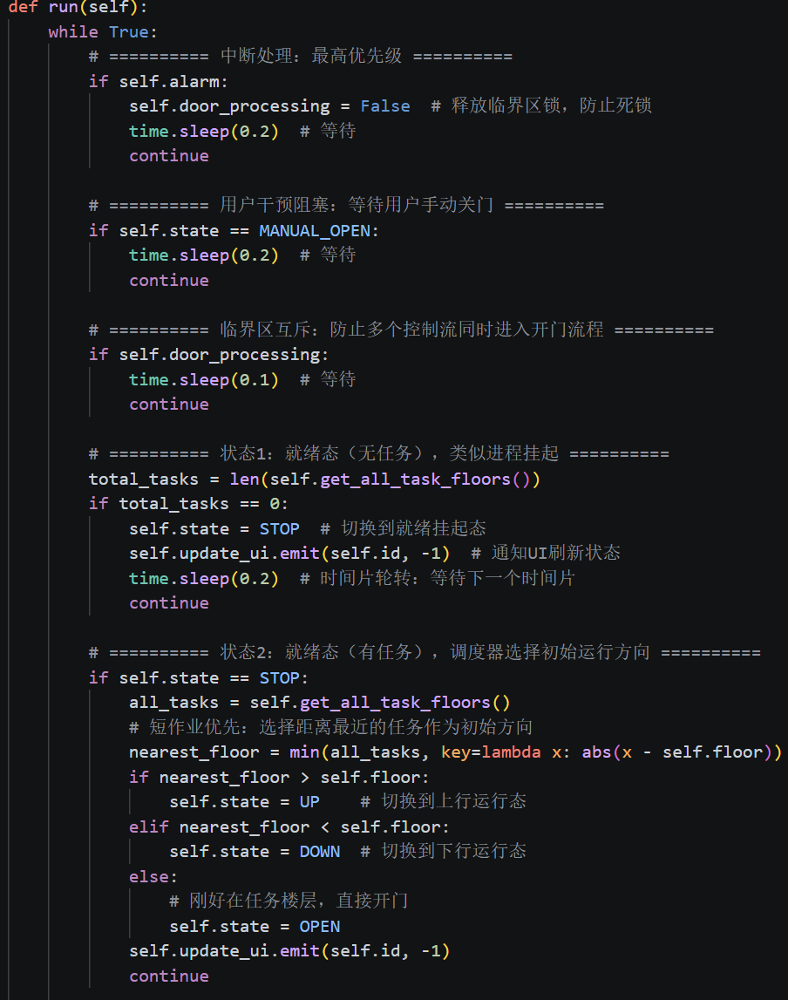 def run(self):
    while True:
        # ========== 中断处理：最高优先级 ==========
        if self.alarm:
            self.door_processing = False  # 释放临界区锁，防止死锁
            time.sleep(0.2)  # 等待
            continue

        # ========== 用户干预阻塞：等待用户手动关门 ==========
        if self.state == MANUAL_OPEN:
            time.sleep(0.2)  # 等待
            continue

        # ========== 临界区互斥：防止多个控制流同时进入开门流程 ==========
        if self.door_processing:
            time.sleep(0.1)  # 等待
            continue

        # ========== 状态1：就绪态（无任务），类似进程挂起 ==========
        total_tasks = len(self.get_all_task_floors())
        if total_tasks == 0:
            self.state = STOP  # 切换到就绪挂起态
            self.update_ui.emit(self.id, -1)  # 通知UI刷新状态
            time.sleep(0.2)  # 时间片轮转：等待下一个时间片
            continue

        # ========== 状态2：就绪态（有任务），调度器选择初始运行方向 ==========
        if self.state == STOP:
            all_tasks = self.get_all_task_floors()
            # 短作业优先：选择距离最近的任务作为初始方向
            nearest_floor = min(all_tasks, key=lambda x: abs(x - self.floor))
            if nearest_floor > self.floor:
                self.state = UP    # 切换到上行运行态
            elif nearest_floor < self.floor:
                self.state = DOWN  # 切换到下行运行态
            else:
                # 刚好在任务楼层，直接开门
                self.state = OPEN
            self.update_ui.emit(self.id, -1)
            continue